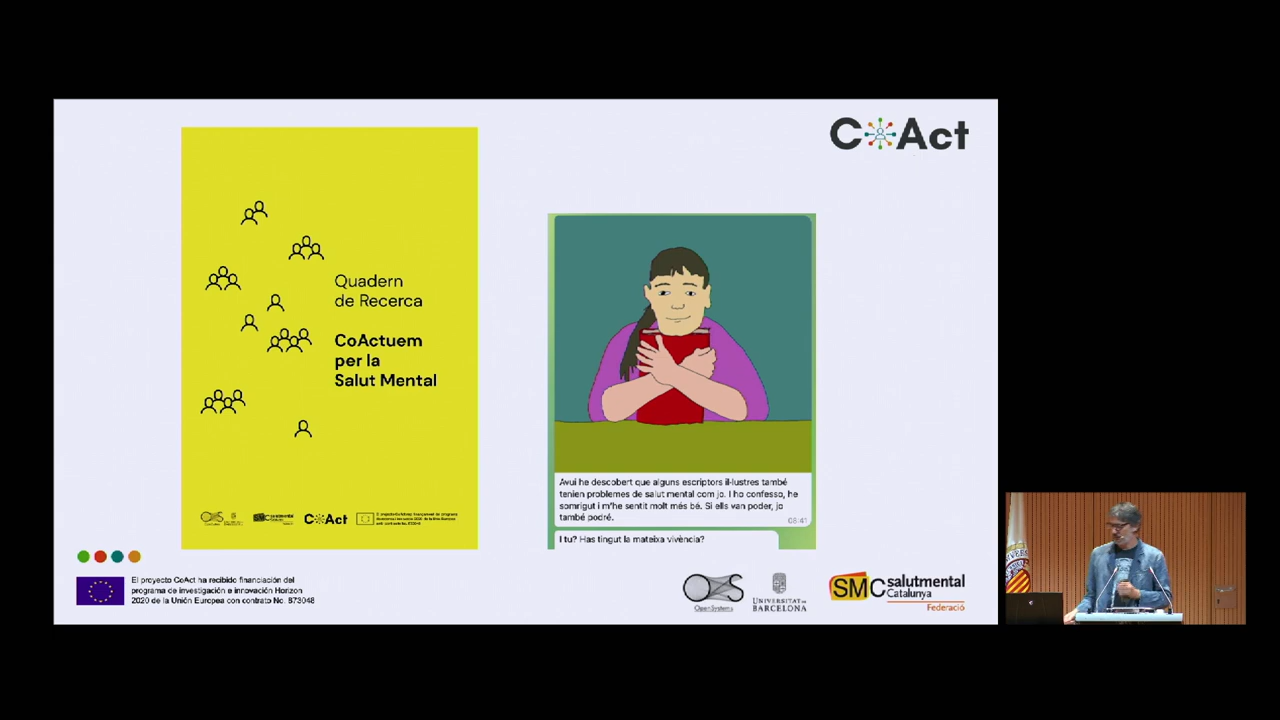 CoAct
Quadern
de Recerca
CoActuem
per la
Salut Mental
CoAct
Avui he descobert que alguns escriptors il·lustres també
tenien problemes de salut mental com jo. I ho confesso, he
somrigut i m'he sentit molt més bé. Si ells van poder, jo
també podré.
08:41
I tu? Has tingut la mateixa vivència?
El proyecto CoAct ha recibido financiación del
programa de investigación e innovación Horizon
2020 de la Unión Europea con contrato No. 873048
OpenSystems
UNIVERSITAT DE
BARCELONA
SMC salutmental
Catalunya
Federació